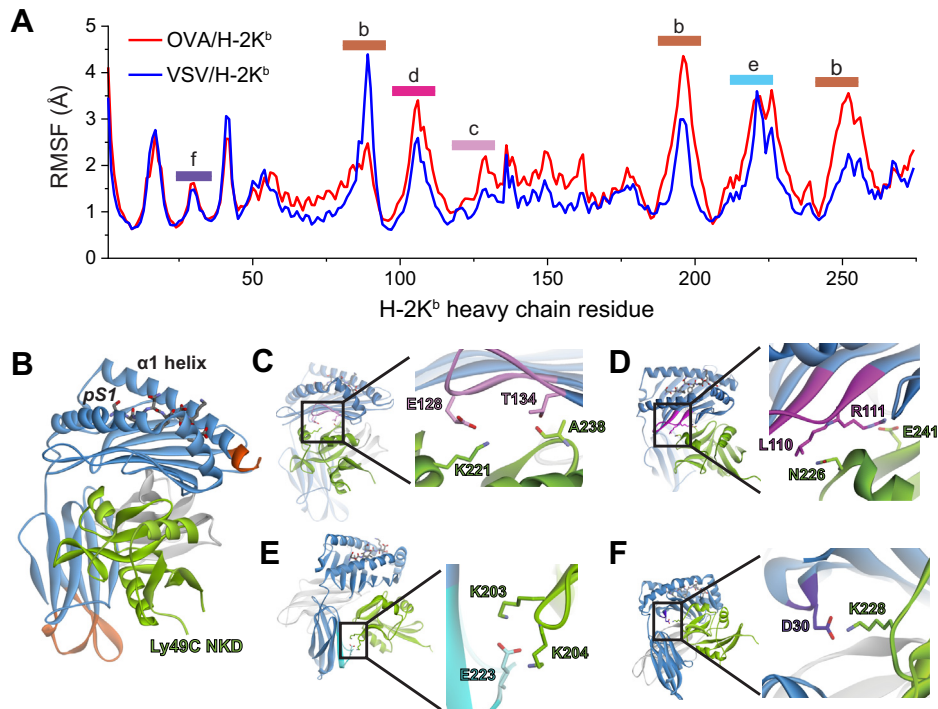 A
OVA/H-2Kᵇ
VSV/H-2Kᵇ
b
b
d
e
b
c
f
RMSF (Å)
5
4
3
2
1
0
50
100
150
200
250
H-2Kᵇ heavy chain residue
B
α1 helix
pS1
Ly49C NKD
C
E128
T134
A238
K221
D
R111
L110
E241
N226
E
K203
K204
E223
F
K228
D30